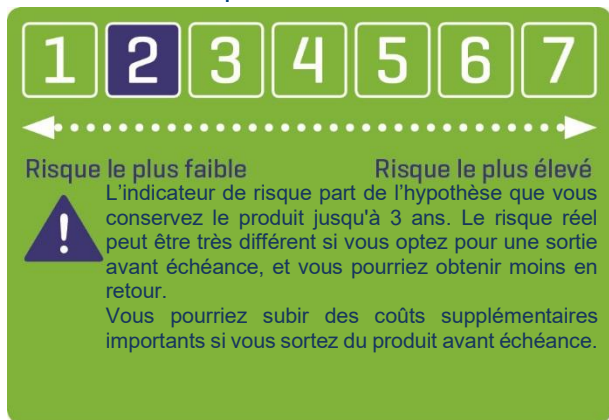 1 2 3 4 5 6 7
Risque le plus faible Risque le plus élevé
L'indicateur de risque part de l'hypothèse que vous
conservez le produit jusqu'à 3 ans. Le risque réel
peut être très différent si vous optez pour une sortie
avant échéance, et vous pourriez obtenir moins en
retour.
Vous pourriez subir des coûts supplémentaires
importants si vous sortez du produit avant échéance.